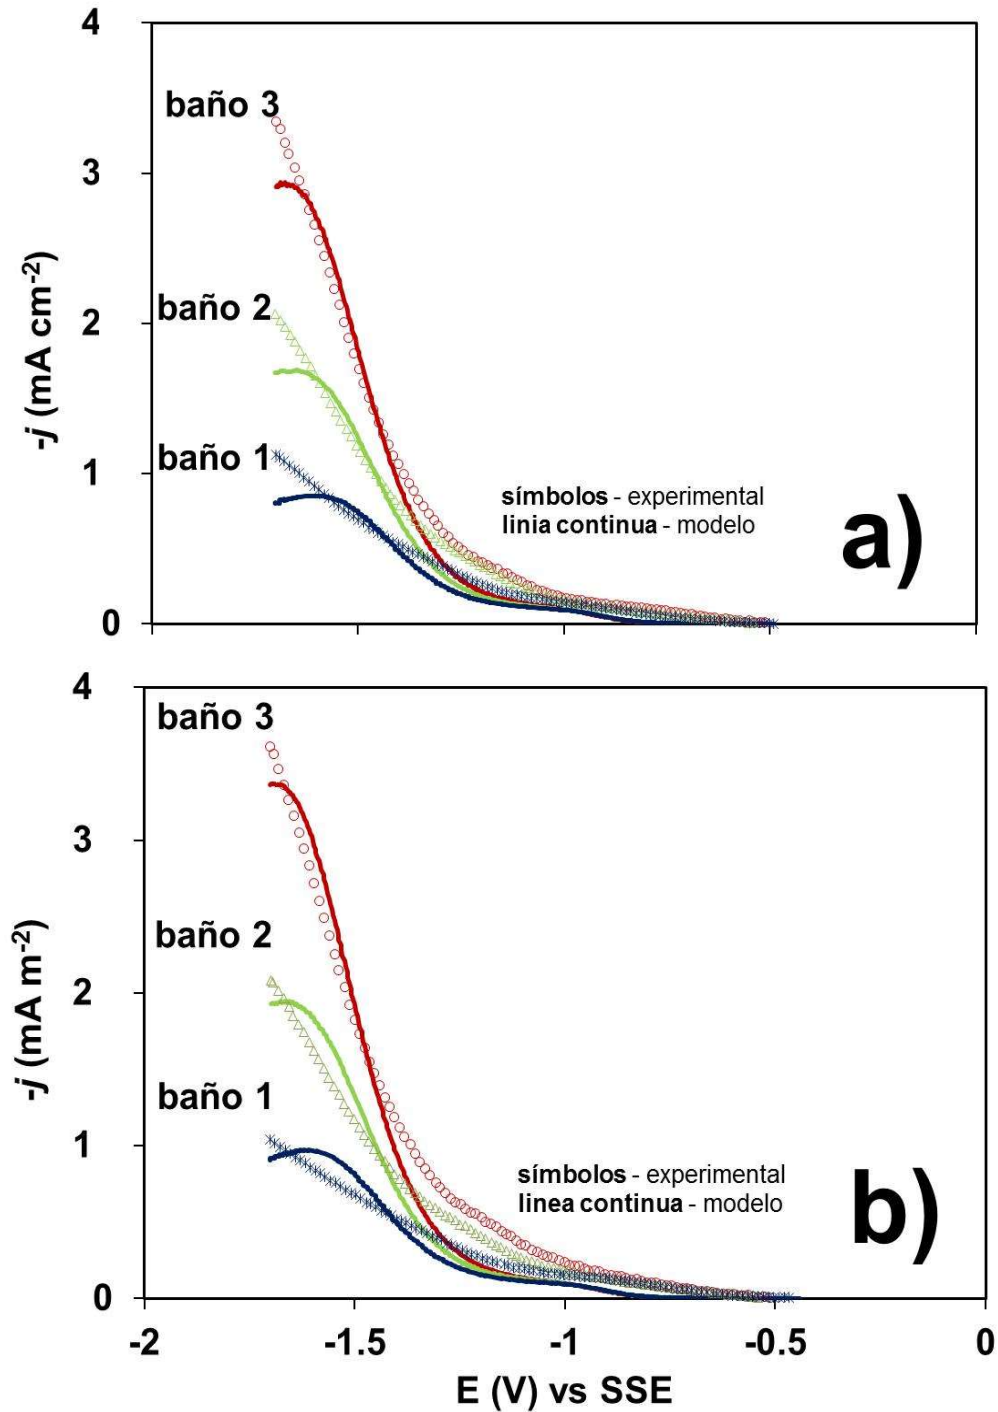 4
baño 3
3
-j (mA cm-2)
baño 2
2
baño 1
1
símbolos - experimental
linia continua - modelo
a)
0
4
baño 3
3
-j (mA m-2)
baño 2
2
baño 1
1
símbolos - experimental
linea continua - modelo
b)
0
-2 -1.5 -1 -0.5 0
E (V) vs SSE